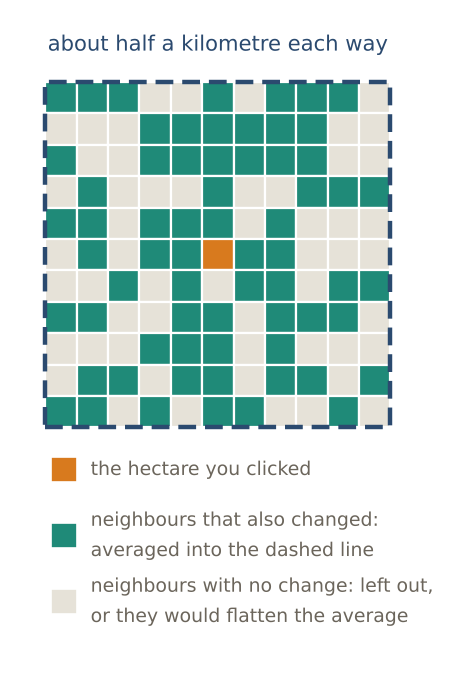 about half a kilometre each way
the hectare you clicked
neighbours that also changed:
averaged into the dashed line
neighbours with no change: left out,
or they would flatten the average